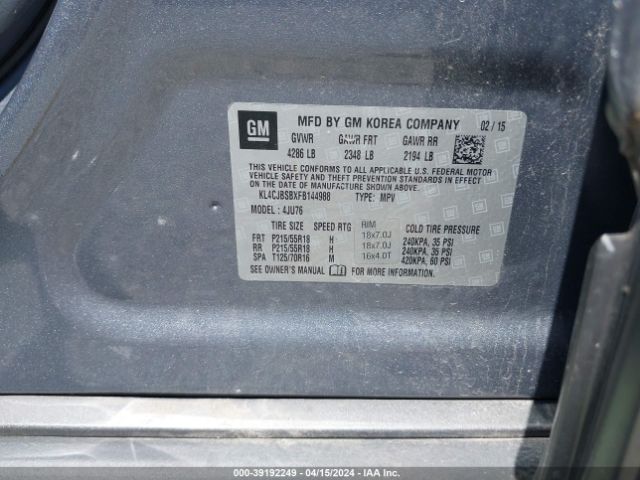 GM MFD BY GM KOREA COMPANY 02 / 15
GVWR GAWR FRT GAWR RR
4286 LB 2348 LB 2194 LB
THIS VEHICLE CONFORMS TO ALL APPLICABLE U.S. FEDERAL MOTOR
VEHICLE SAFETY, AND THEFT PREVENTION STANDARDS IN EFFECT ON
THE DATE OF MANUFACTURE SHOWN ABOVE.
KL4CJBSBXFB144988 TYPE: MPV
MODEL : 4JU76
TIRE SIZE SPEED RTG RIM COLD TIRE PRESSURE
FRT P215/55R18 H 18x7.0J 240KPA, 35 PSI
RR P215/55R18 H 18x7.0J 240KPA, 35 PSI
SPA T125/70R16 M 16x4.0T 420KPA, 60 PSI
SEE OWNER'S MANUAL FOR MORE INFORMATION.
000-39192249 - 04/15/2024 - IAA Inc.